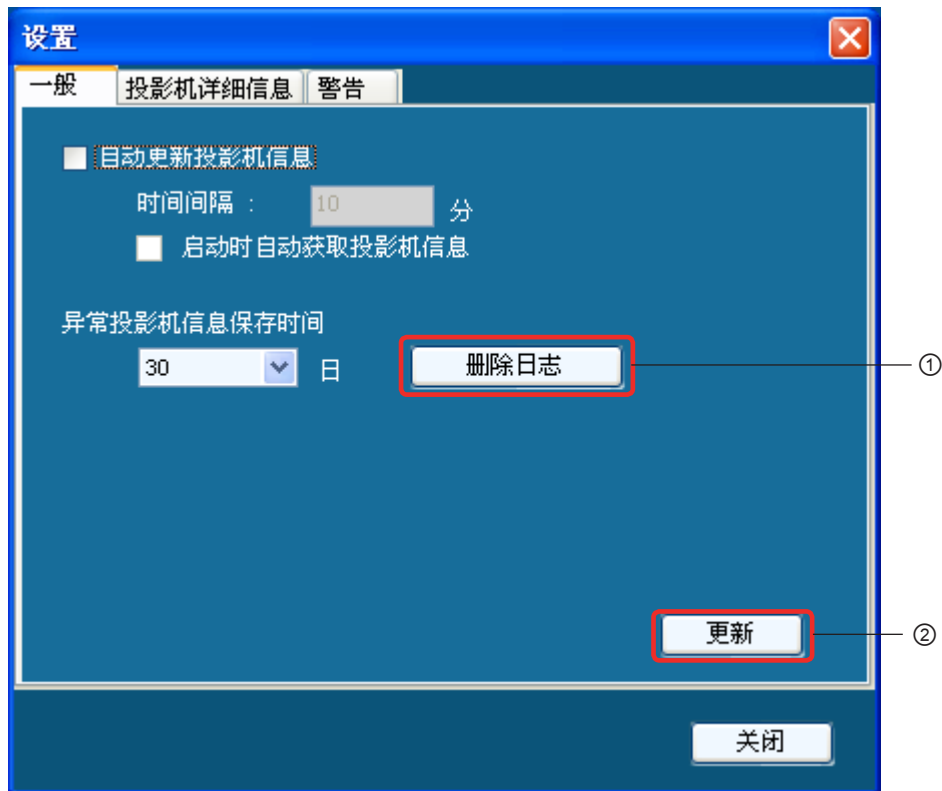 设置
一般 投影机详细信息 警告
自动更新投影机信息
时间间隔 : 10 分
启动时自动获取投影机信息
异常投影机信息保存时间
30 日 删除日志 ①
更新 ②
关闭